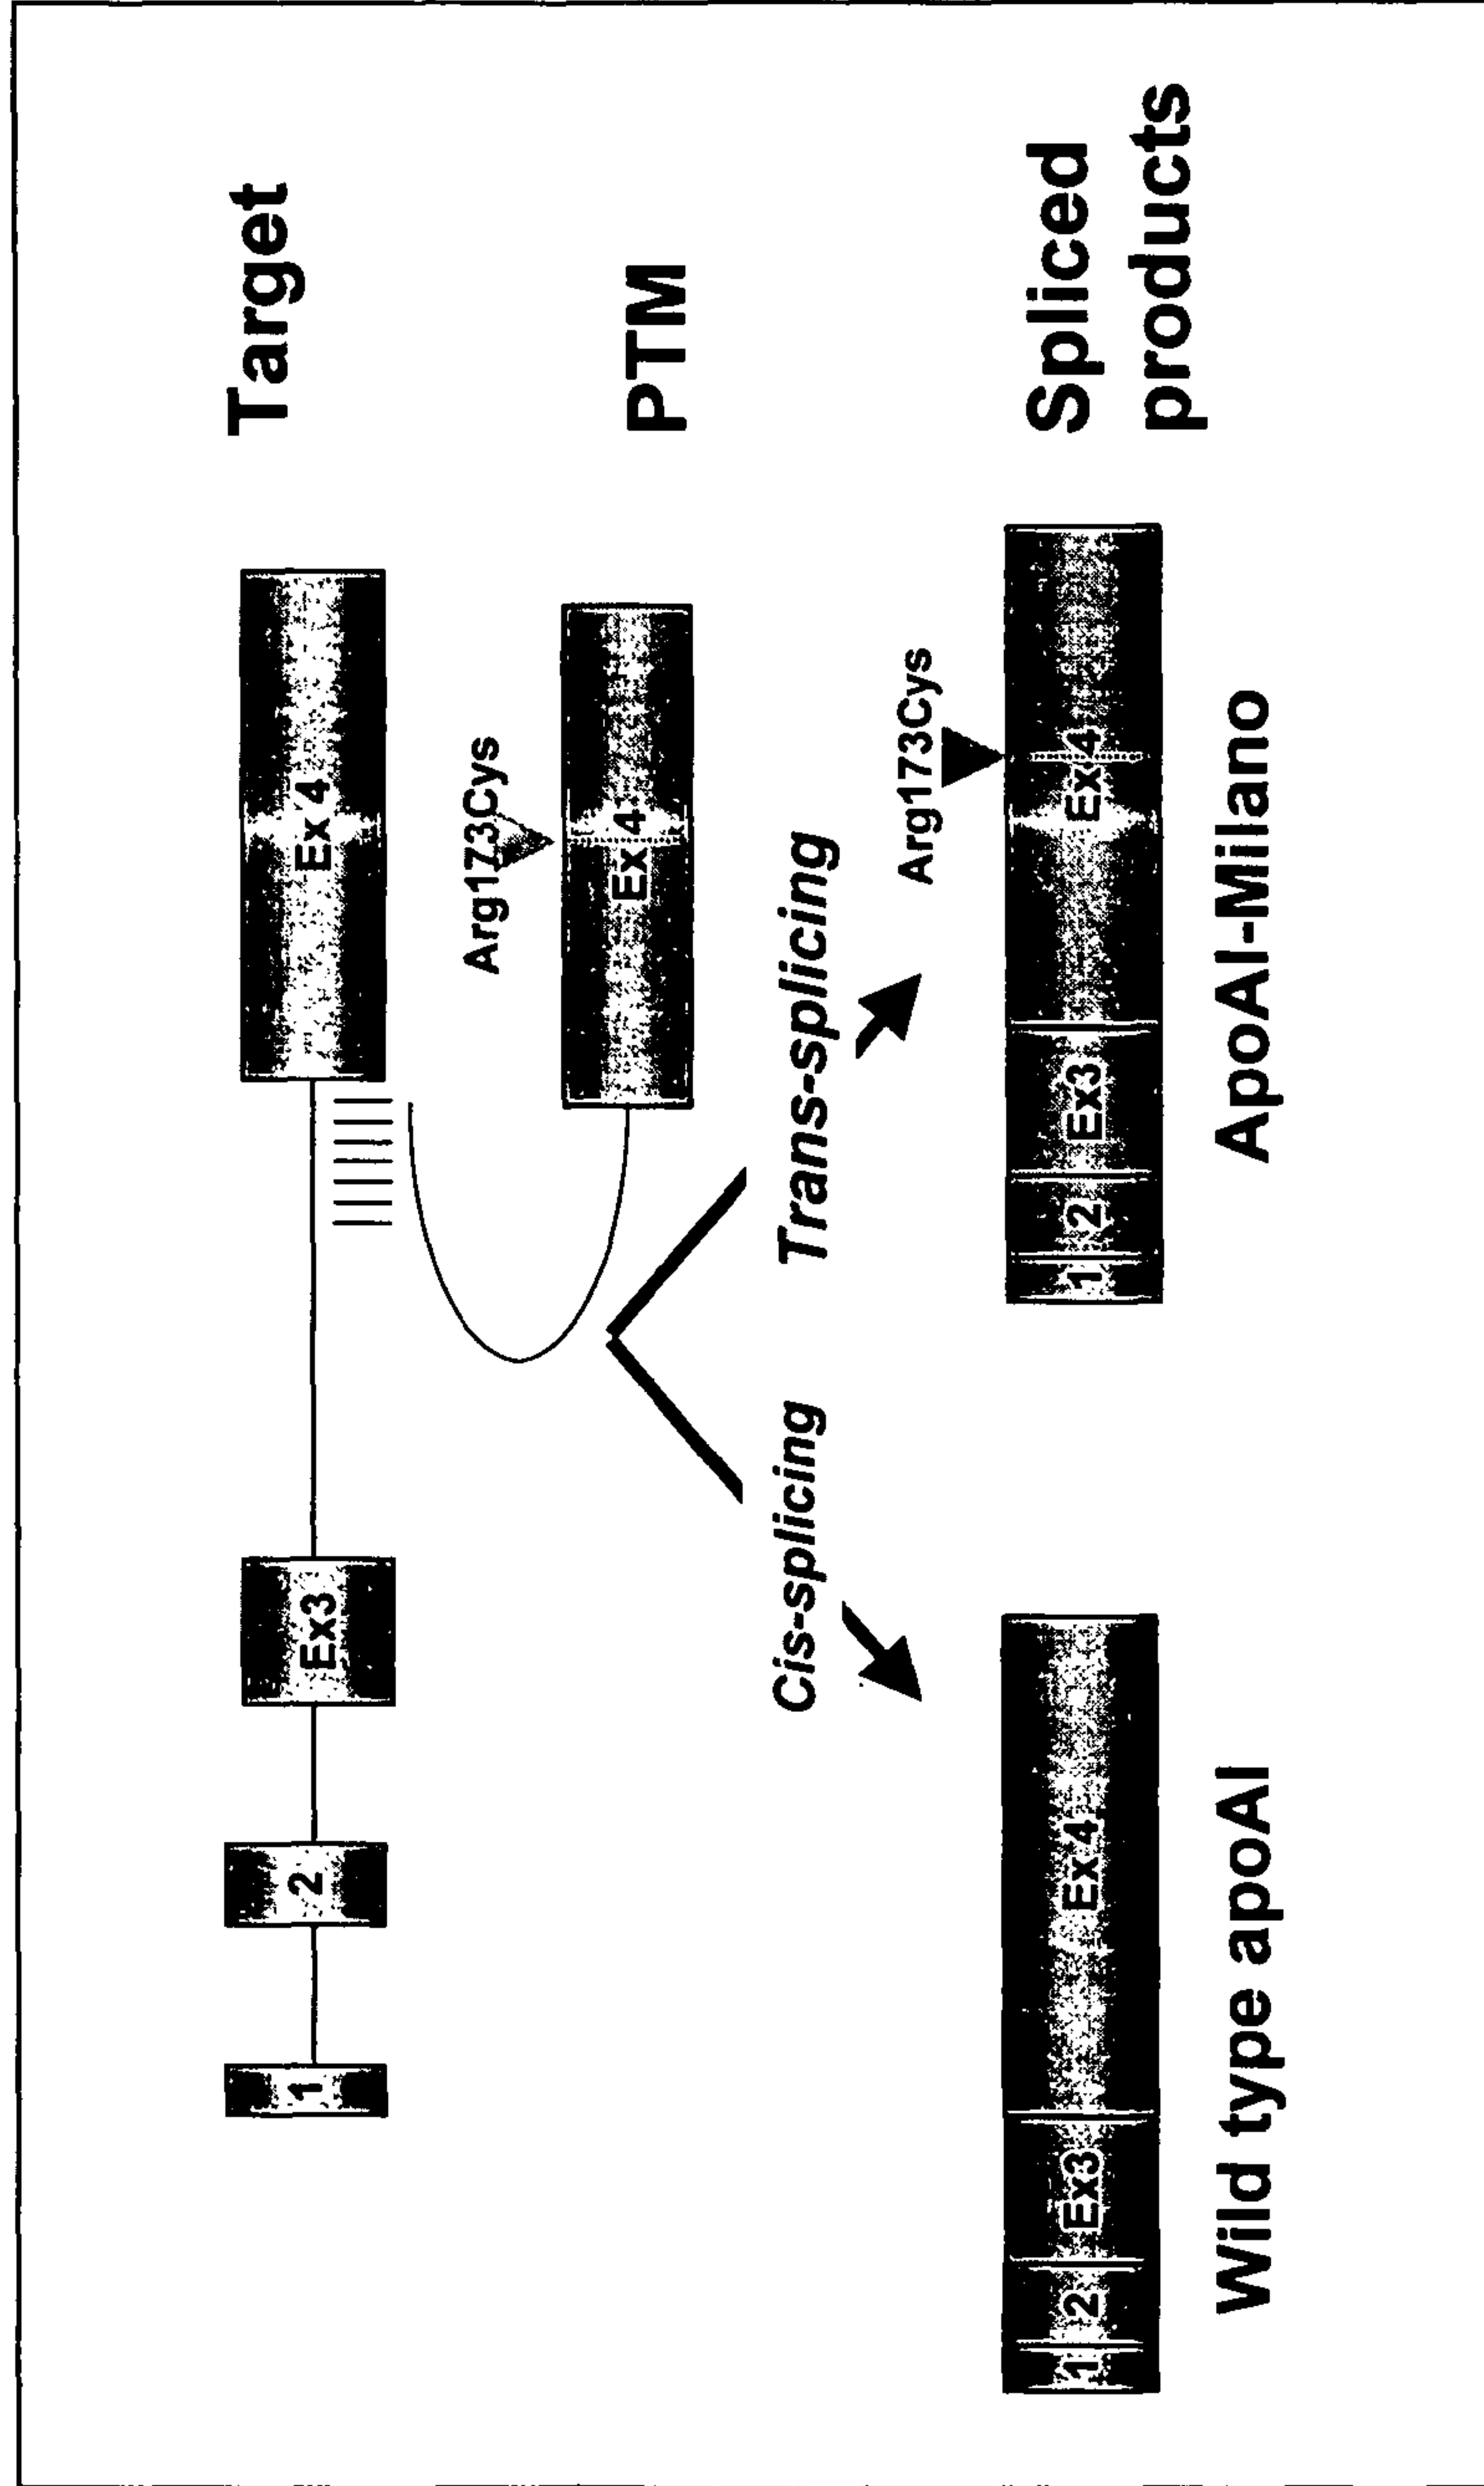 1
2
Ex3
Ex 4
Target
Arg173Cys
Ex 4
PTM
Cis-splicing
Trans-splicing
Arg173Cys
1
2
Ex3
Ex 4
1
2
Ex3
Ex 4
Spliced
products
Wild type apoAI
ApoAI-Milano